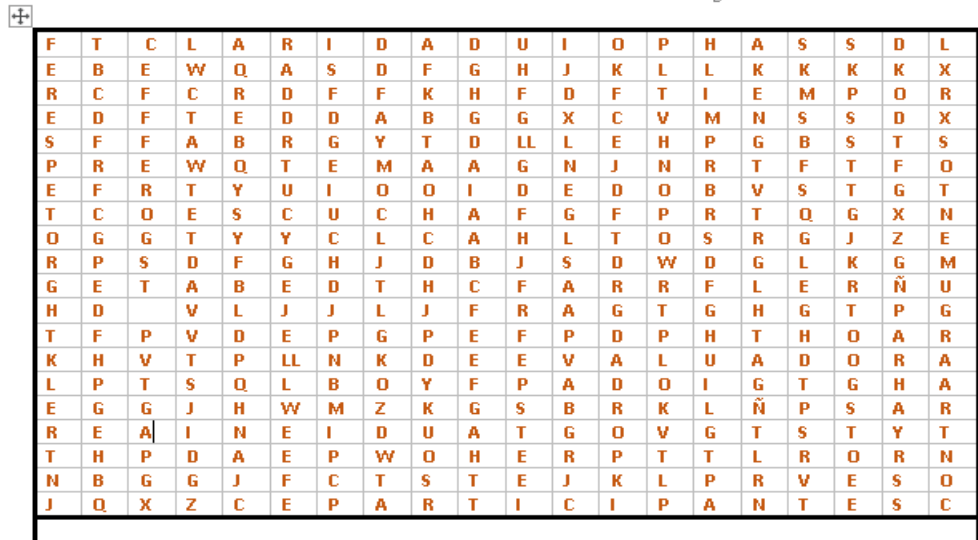 F T C L A R I D A D U I O P H A S S D L
E B E W Q A S D F G H J K L L K K K K X
R C F C R D F F K H F D F T I E M P O R
E D F T E D D A B G G X C V M N S S D X
S F F A B R G Y T D LL L E H P G B S T S
P R E W Q T E M A A G N J N R T F T F O
E F R T Y U I O O I D E D O B V S T G T
T C O E S C U C H A F G F P R T Q G X N
O G G T Y Y C L C A H L T O S R G J Z E
R P S D F G H J D B J S D W D G L K G M
G E T A B E D T H C F A R R F L E R Ñ U
H D V L J J L J F R A G T G H G T P G
T F P V D E P G P E F P D P H T H O A R
K H V T P LL N K D E E V A L U A D O R A
L P T S Q L B O Y F P A D O I G T G H A
E G G J H W M Z K G S B R K L Ñ P S A R
R E A I N E I D U A T G O V G T S T Y T
T H P D A E P W O H E R P T T L R O R N
N B G G J F C T S T E J K L P R V E S O
J Q X Z C E P A R T I C I P A N T E S C